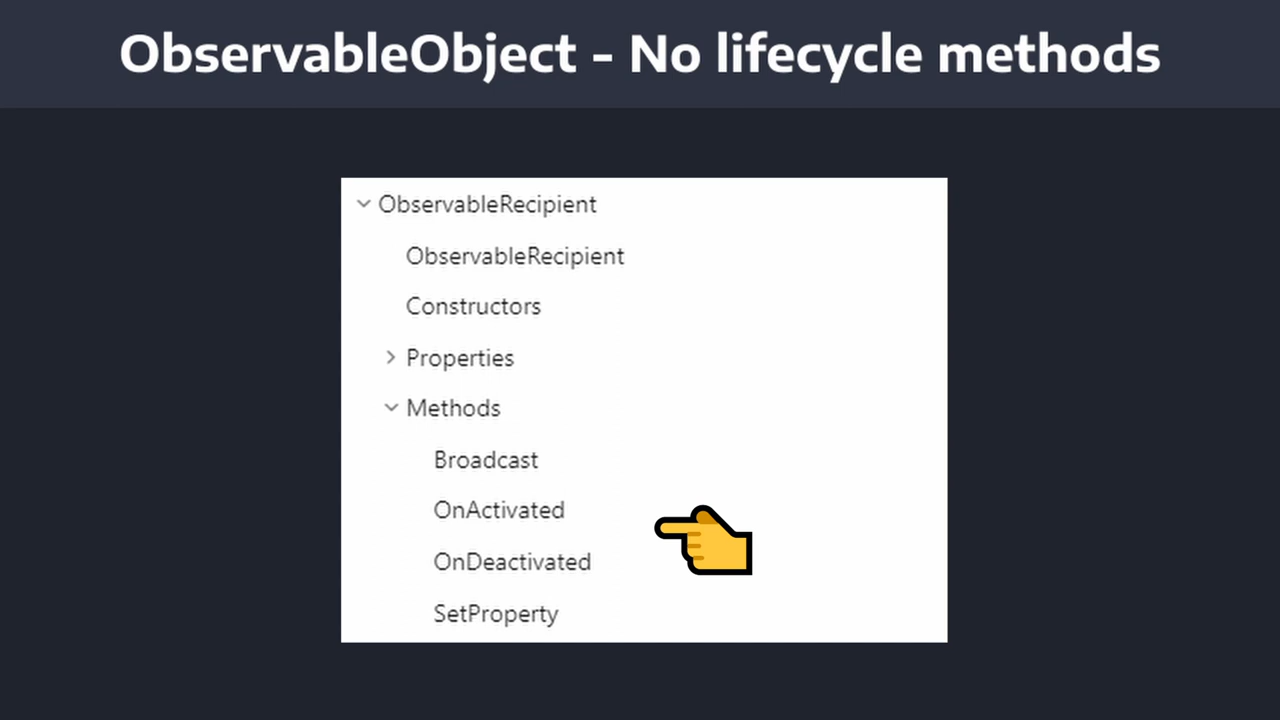 ObservableObject - No lifecycle methods
ObservableRecipient
ObservableRecipient
Constructors
Properties
Methods
Broadcast
OnActivated
OnDeactivated
SetProperty